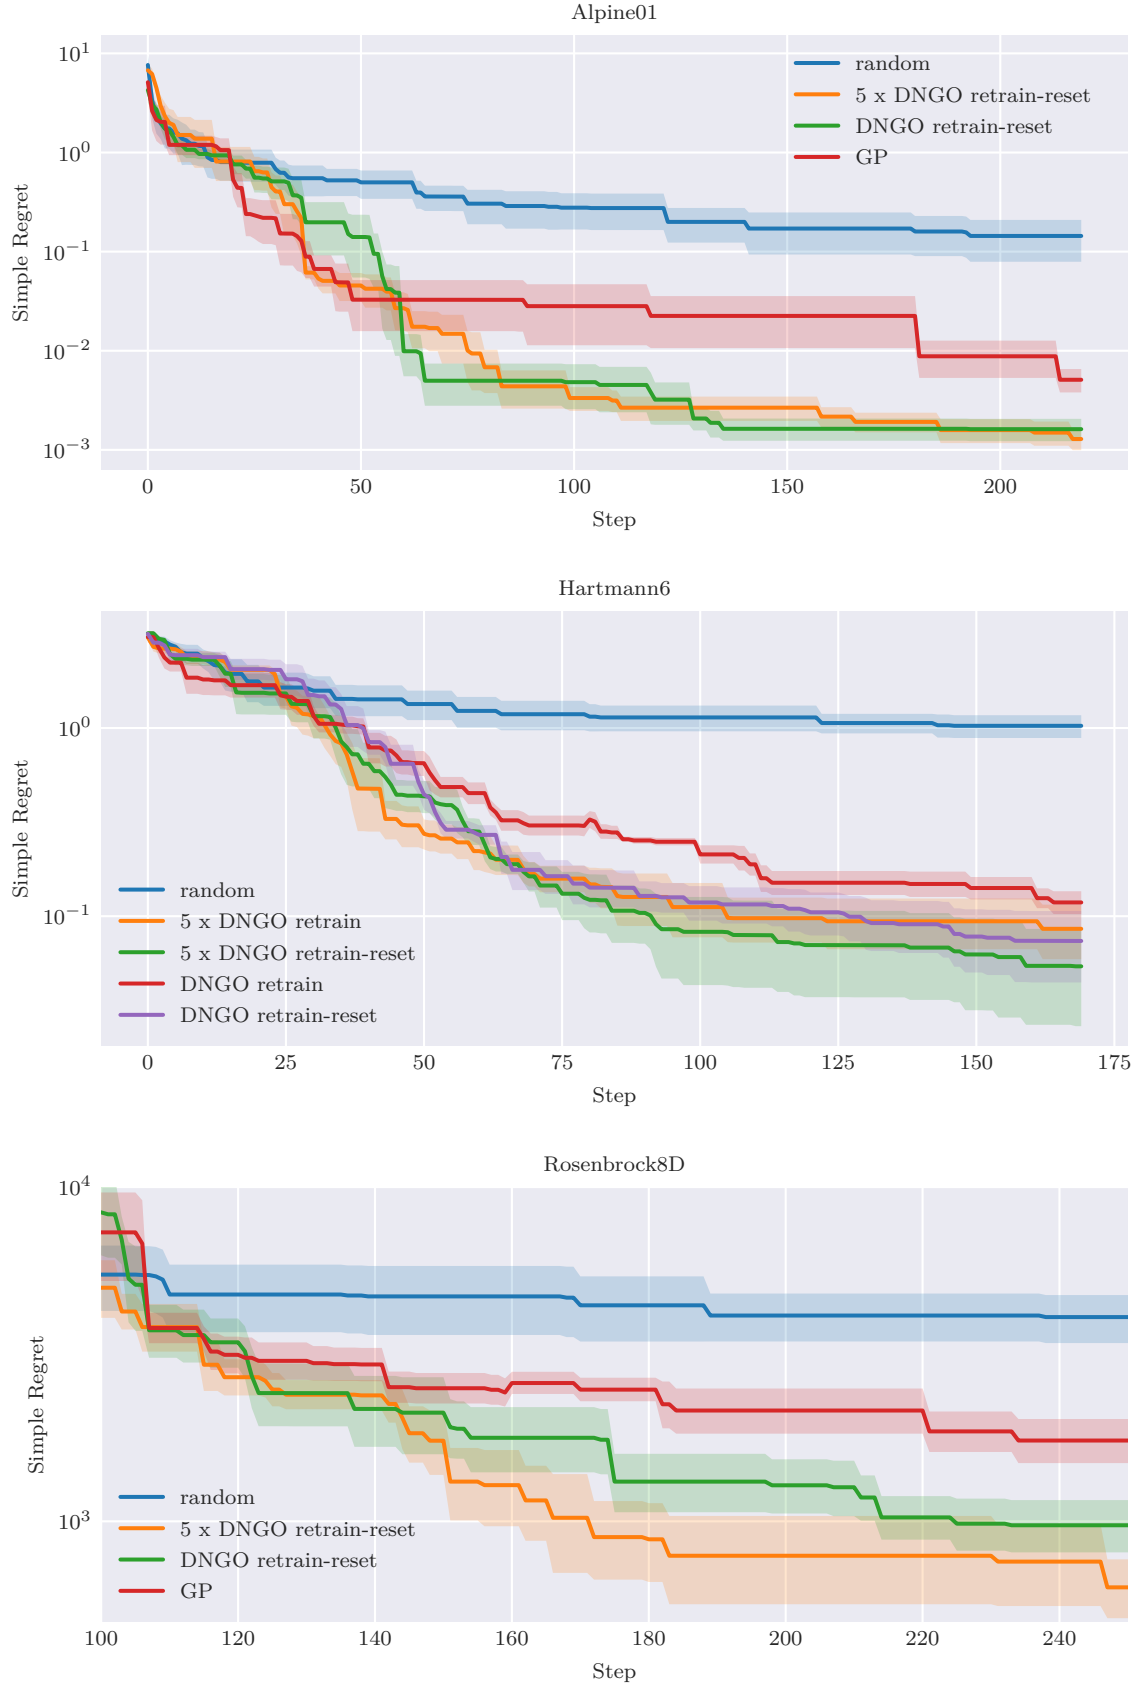 Alpine01
Simple Regret
10^1
10^0
10^−1
10^−2
10^−3
random
5 x DNGO retrain-reset
DNGO retrain-reset
GP
0 50 100 150 200
Step
Hartmann6
Simple Regret
10^0
10^−1
random
5 x DNGO retrain
5 x DNGO retrain-reset
DNGO retrain
DNGO retrain-reset
0 25 50 75 100 125 150 175
Step
Rosenbrock8D
Simple Regret
10^4
10^3
random
5 x DNGO retrain-reset
DNGO retrain-reset
GP
100 120 140 160 180 200 220 240
Step